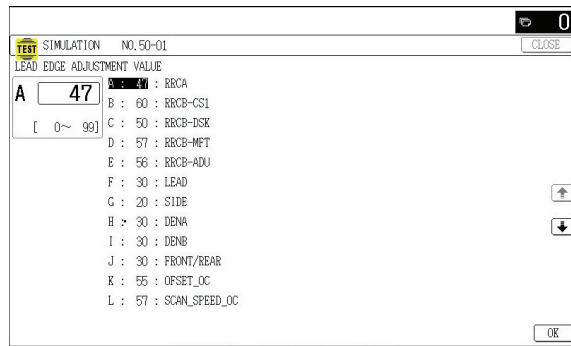 0
TEST SIMULATION NO.50-01 CLOSE
LEAD EDGE ADJUSTMENT VALUE
A 47
[ 0~ 99]
A : 47 : RRCA
B : 60 : RRCB-CS1
C : 50 : RRCB-DSK
D : 57 : RRCB-MFT
E : 56 : RRCB-ADU
F : 30 : LEAD
G : 20 : SIDE
H : 30 : DENA
I : 30 : DENB
J : 30 : FRONT/REAR
K : 55 : OFSET_OC
L : 57 : SCAN_SPEED_OC
OK